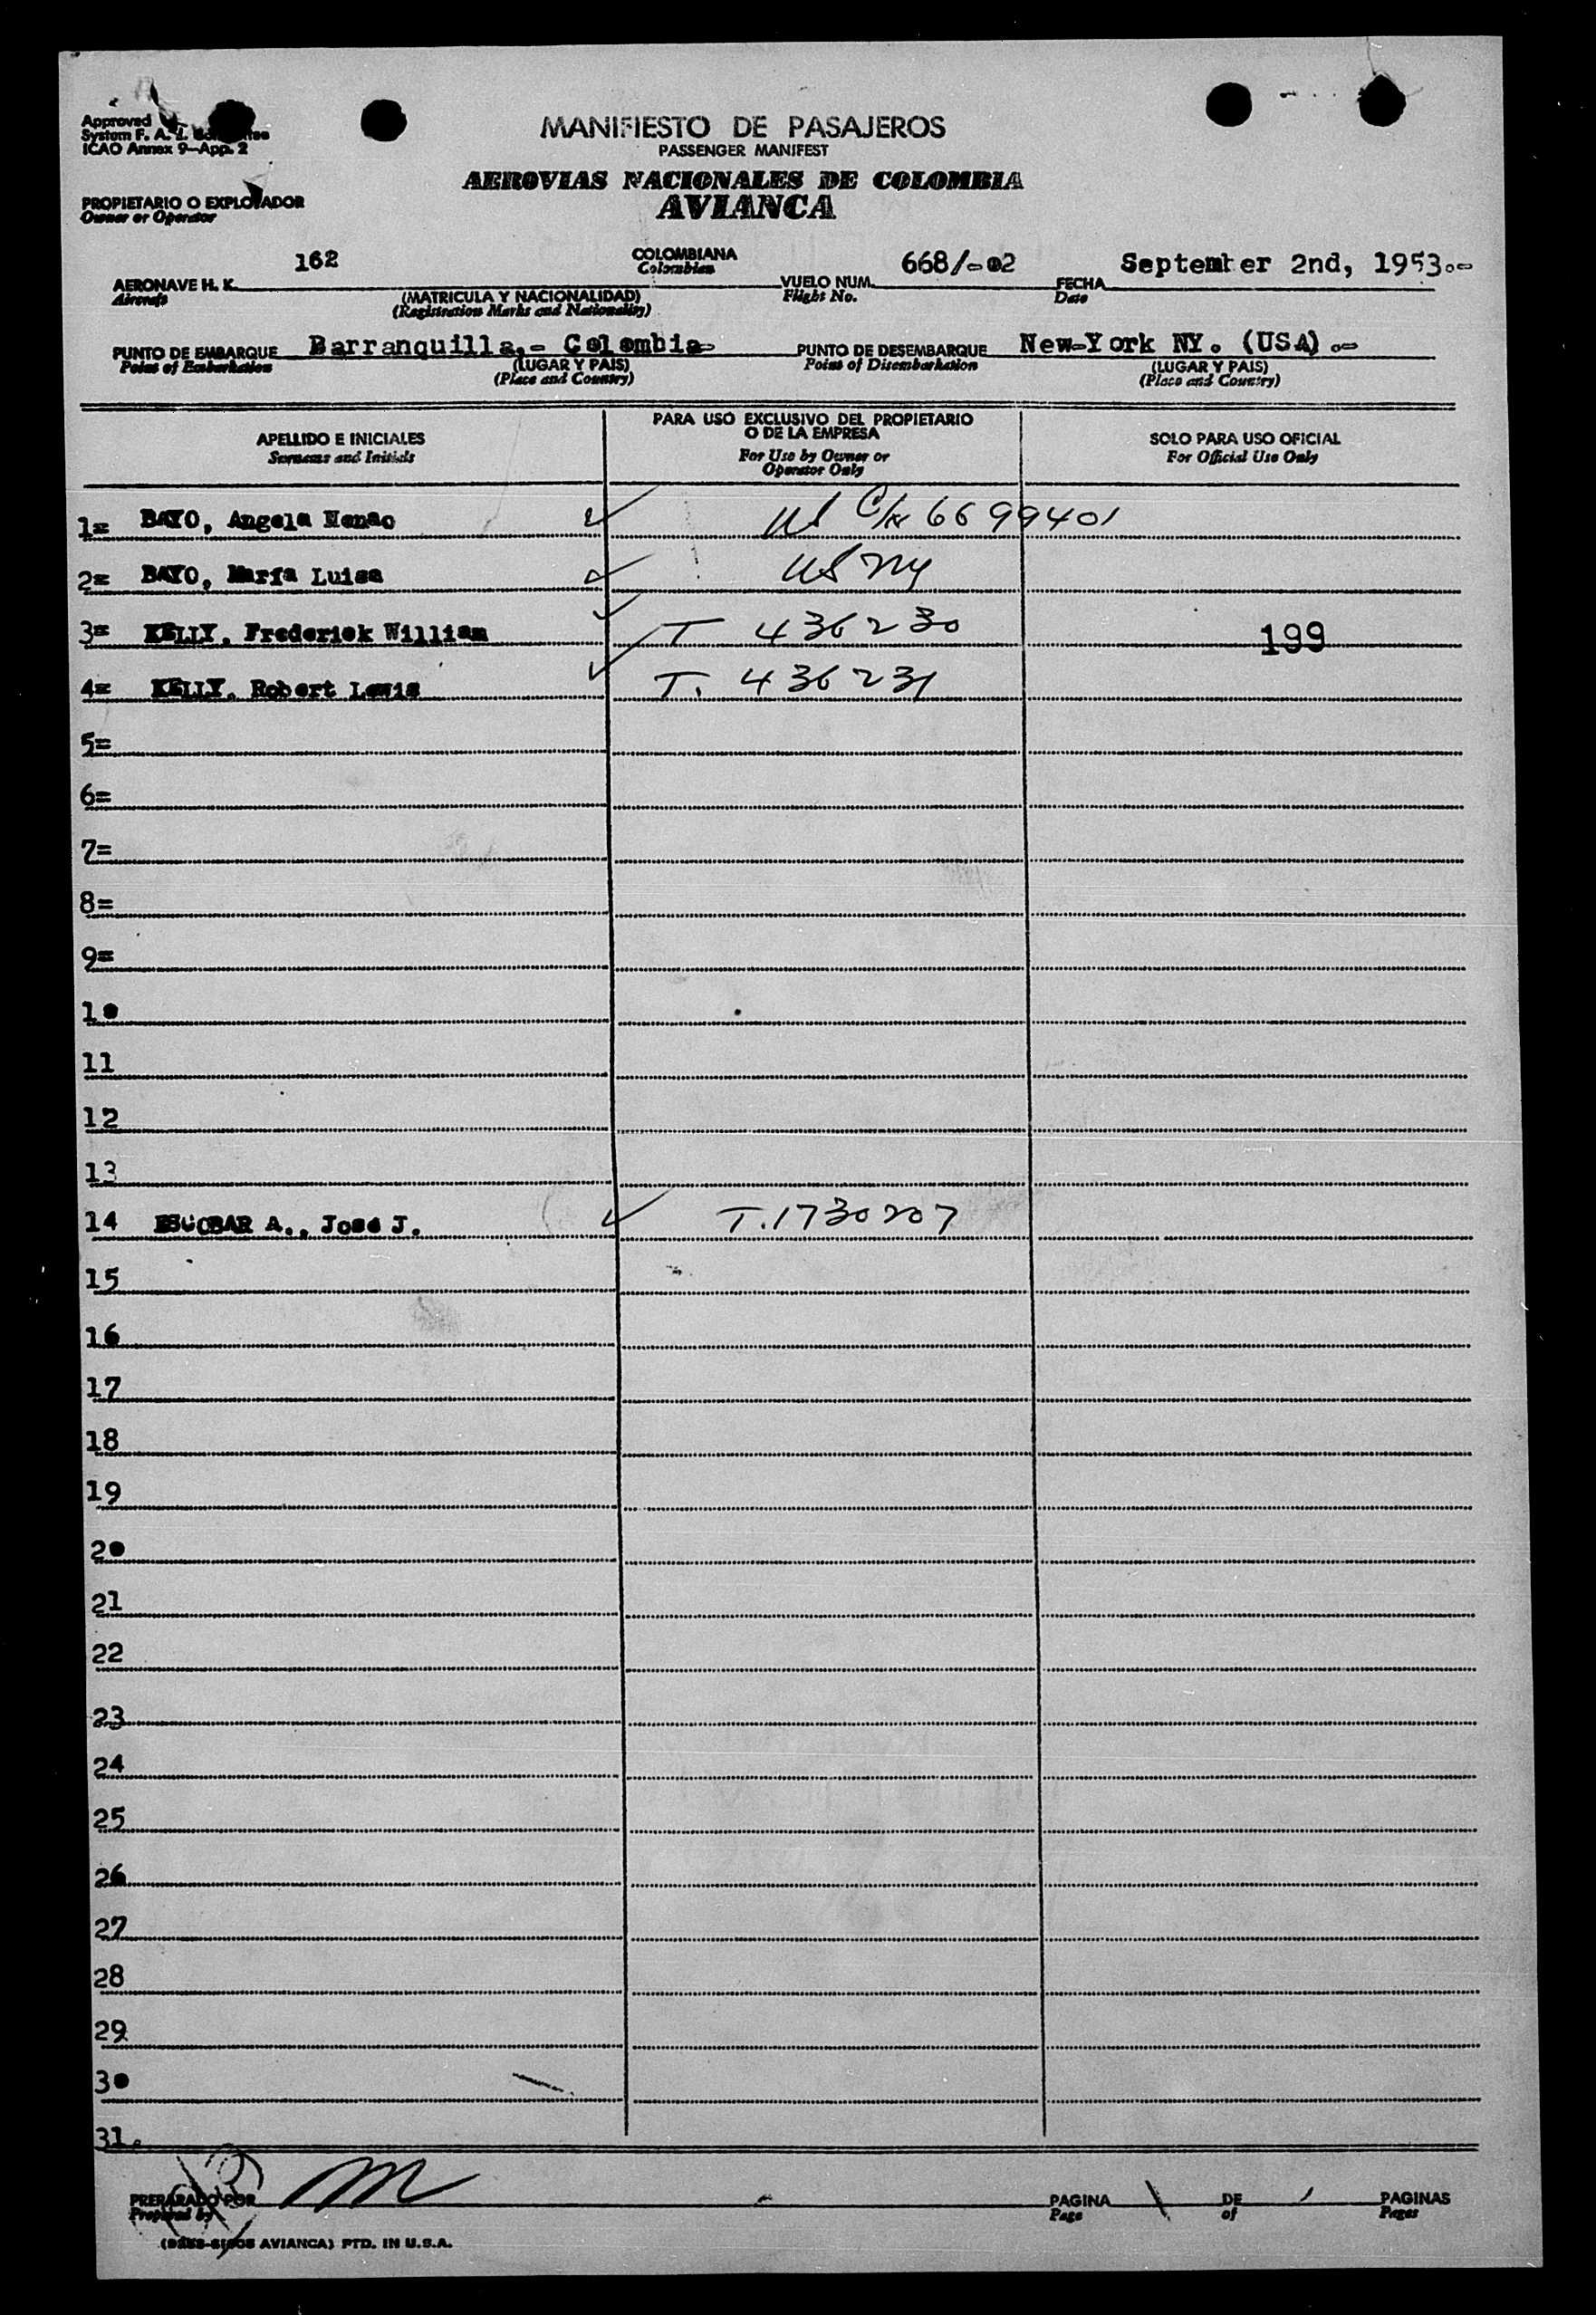 Approved
System F. A. L.
ICAO Annex 9—App. 2
MANIFIESTO DE PASAJEROS
PASSENGER MANIFEST
AEROVIAS NACIONALES DE COLOMBIA
AVIANCA
PROPIETARIO O EXPLOTADOR
Owner or Operator
AERONAVE H. K. 162 COLOMBIANA VUELO NUM. 668/-02 FECHA September 2nd, 1953.-
Aircraft Colombian Flight No. Date
(MATRICULA Y NACIONALIDAD)
(Registration Marks and Nationality)
PUNTO DE EMBARQUE Barranquilla,- Colombia- PUNTO DE DESEMBARQUE New-York NY. (USA).-
Point of Embarkation (LUGAR Y PAIS) Point of Disembarkation (LUGAR Y PAIS)
(Place and Country) (Place and Country)
APELLIDO E INICIALES
Surname and Initials
PARA USO EXCLUSIVO DEL PROPIETARIO
O DE LA EMPRESA
For Use by Owner or
Operator Only
SOLO PARA USO OFICIAL
For Official Use Only
1= BAYO, Angela Henao US C/N 6699401
2= BAYO, María Luisa US NY
3= KELLY, Frederick William T 436230 199
4= KELLY, Robert Lewis T. 436231
5=
6=
7=
8=
9=
10
11
12
13
14 ESCOBAR A., José J. T.1730207
15
16
17
18
19
20
21
22
23
24
25
26
27
28
29
30
31.
PREPARADO POR PAGINA 1 DE 1 PAGINAS
Prepared by Page of Pages
AVIANCA) PTD. IN U.S.A.